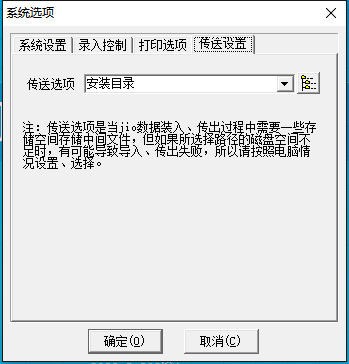 系统选项
系统设置 录入控制 打印选项 传送设置
传送选项 安装目录
注：传送选项是当jio数据装入、传出过程中需要一些存
储空间存储中间文件，但如果所选择路径的磁盘空间不
足时，有可能导致导入、传出失败，所以请按照电脑情
况设置、选择。
确定(O) 取消(C)